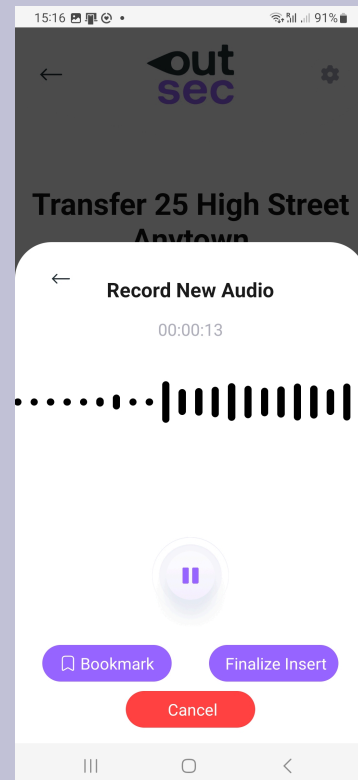 15:16
91%
out
sec
Transfer 25 High Street
Anytown
Record New Audio
00:00:13
Bookmark
Finalize Insert
Cancel